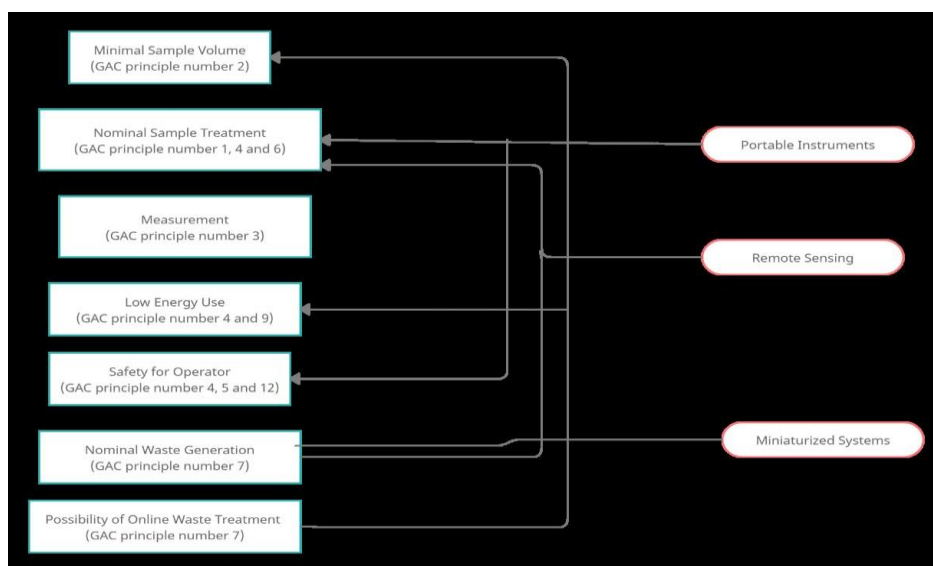 Minimal Sample Volume
(GAC principle number 2)
Nominal Sample Treatment
(GAC principle number 1, 4 and 6)
Portable Instruments
Measurement
(GAC principle number 3)
Remote Sensing
Low Energy Use
(GAC principle number 4 and 9)
Safety for Operator
(GAC principle number 4, 5 and 12)
Nominal Waste Generation
(GAC principle number 7)
Miniaturized Systems
Possibility of Online Waste Treatment
(GAC principle number 7)